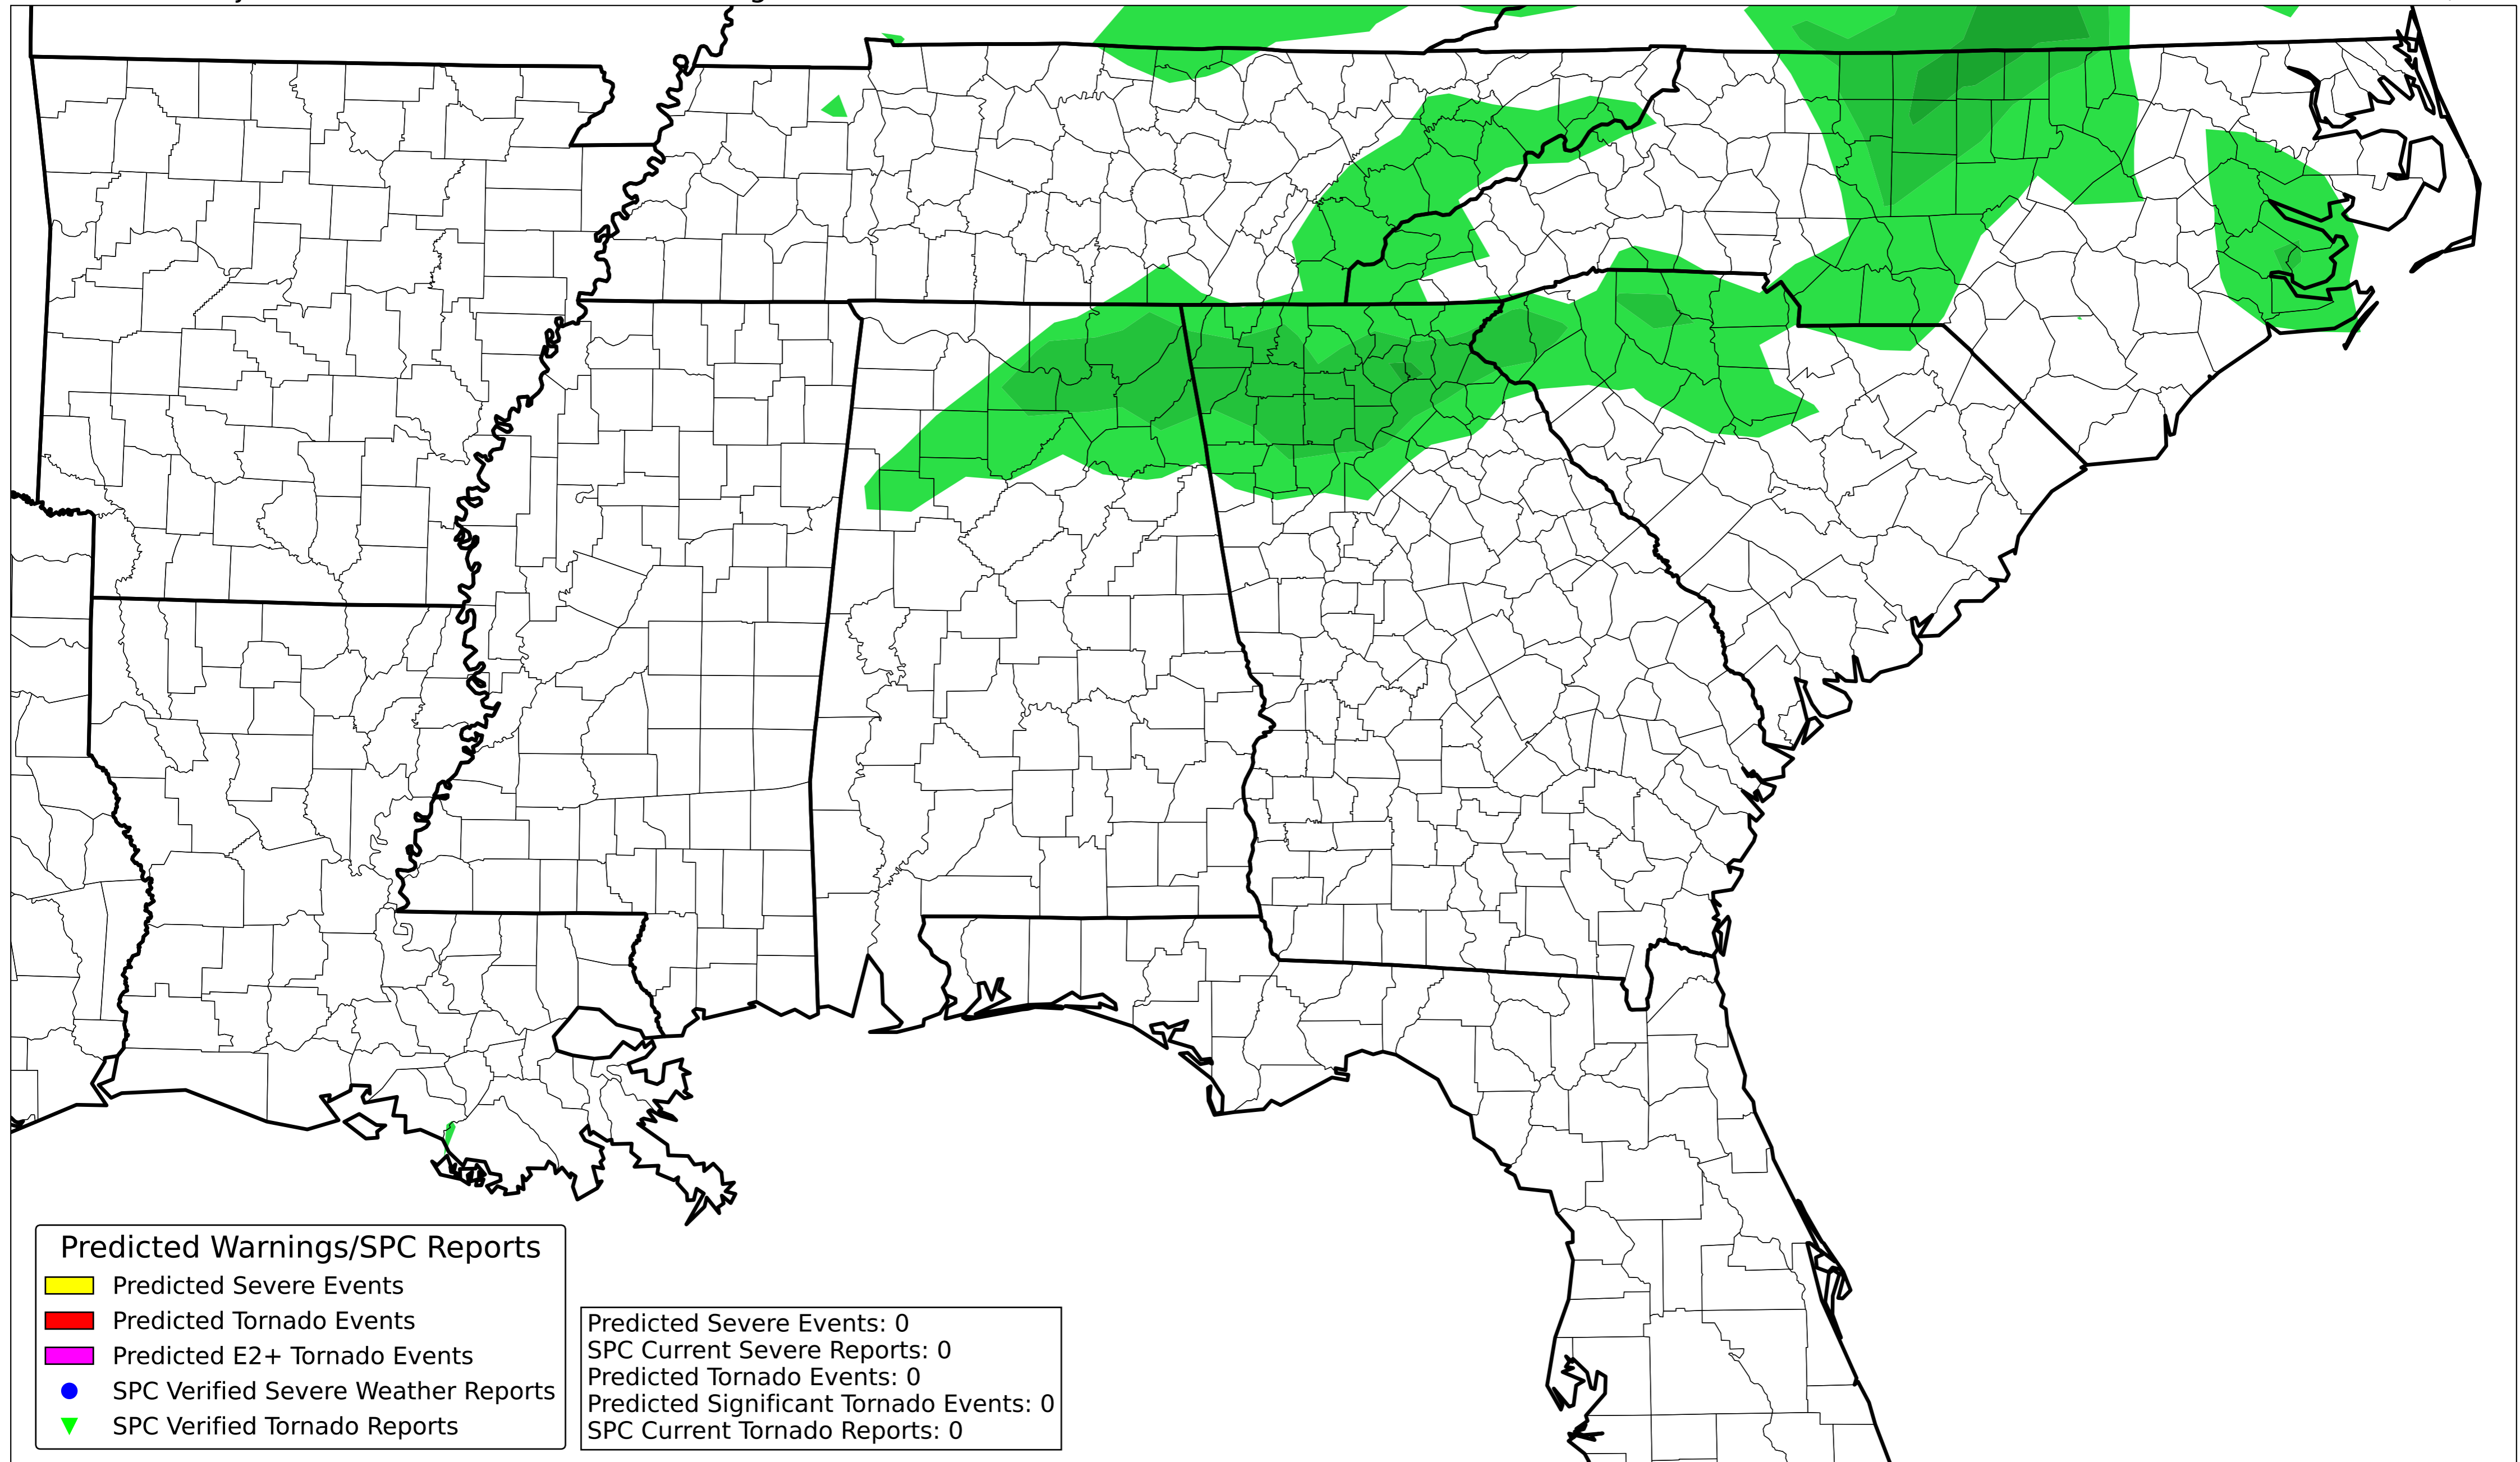 Predicted Warnings/SPC Reports
Predicted Severe Events
Predicted Tornado Events
Predicted E2+ Tornado Events
SPC Verified Severe Weather Reports
SPC Verified Tornado Reports
Predicted Severe Events: 0
SPC Current Severe Reports: 0
Predicted Tornado Events: 0
Predicted Significant Tornado Events: 0
SPC Current Tornado Reports: 0